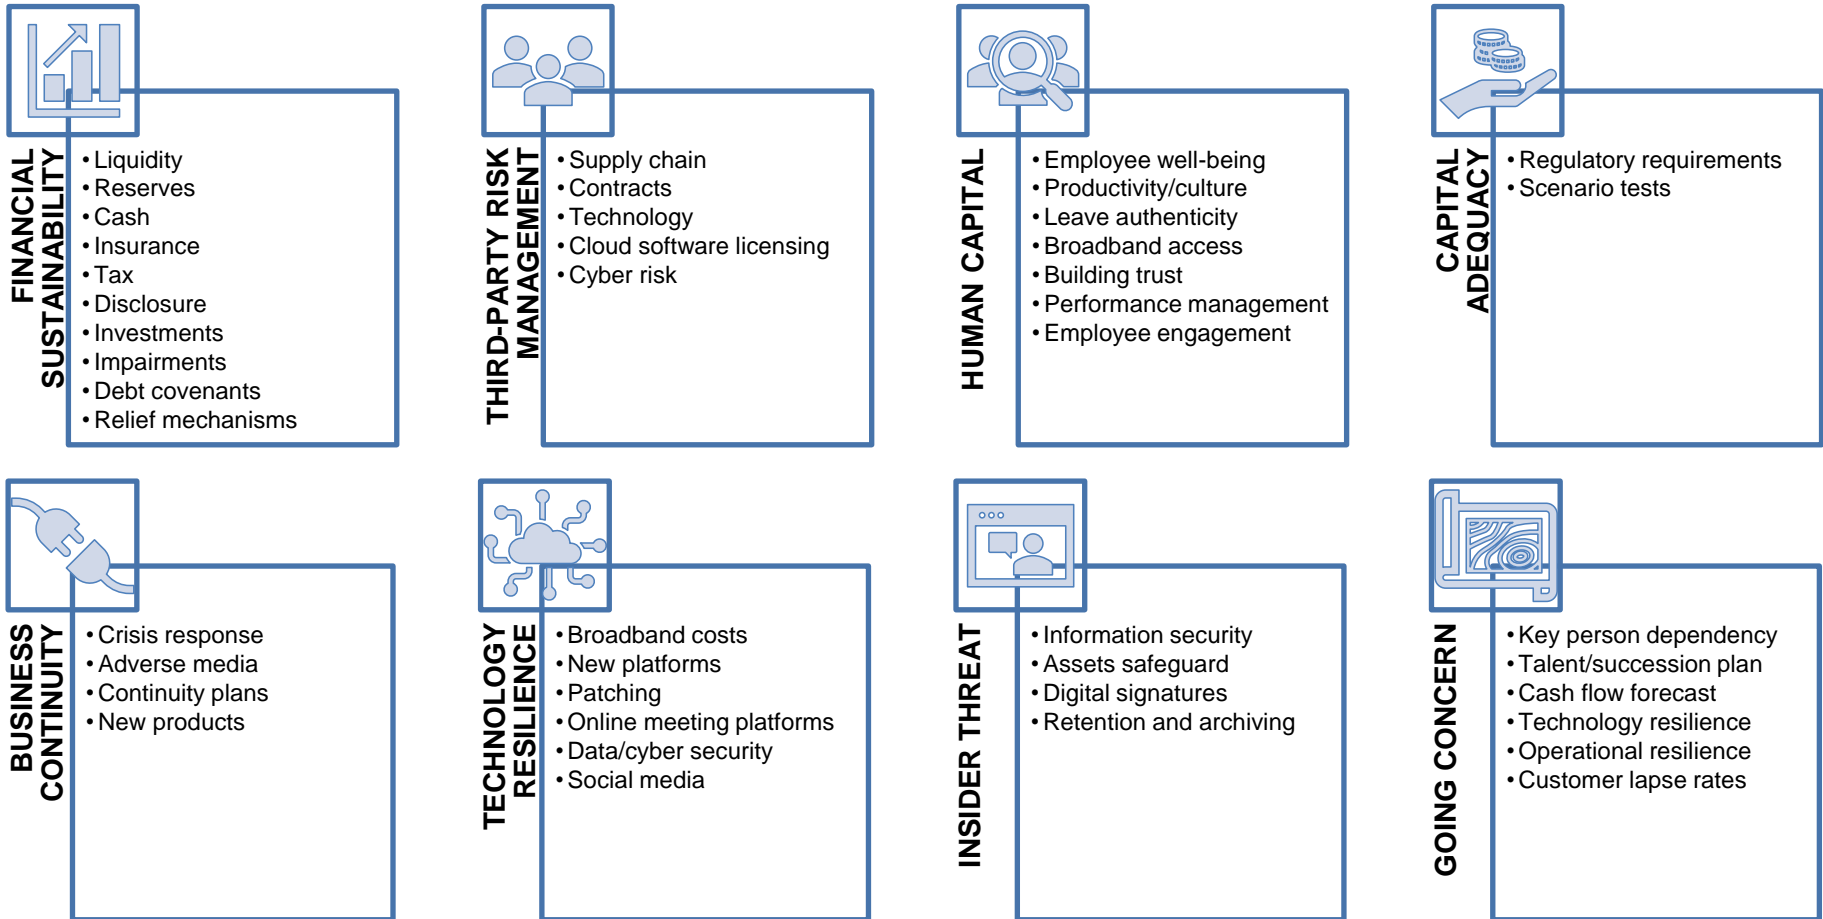 FINANCIAL
SUSTAINABILITY
• Liquidity
• Reserves
• Cash
• Insurance
• Tax
• Disclosure
• Investments
• Impairments
• Debt covenants
• Relief mechanisms
THIRD-PARTY RISK
MANAGEMENT
• Supply chain
• Contracts
• Technology
• Cloud software licensing
• Cyber risk
HUMAN CAPITAL
• Employee well-being
• Productivity/culture
• Leave authenticity
• Broadband access
• Building trust
• Performance management
• Employee engagement
CAPITAL
ADEQUACY
• Regulatory requirements
• Scenario tests
BUSINESS
CONTINUITY
• Crisis response
• Adverse media
• Continuity plans
• New products
TECHNOLOGY
RESILIENCE
• Broadband costs
• New platforms
• Patching
• Online meeting platforms
• Data/cyber security
• Social media
INSIDER THREAT
• Information security
• Assets safeguard
• Digital signatures
• Retention and archiving
GOING CONCERN
• Key person dependency
• Talent/succession plan
• Cash flow forecast
• Technology resilience
• Operational resilience
• Customer lapse rates